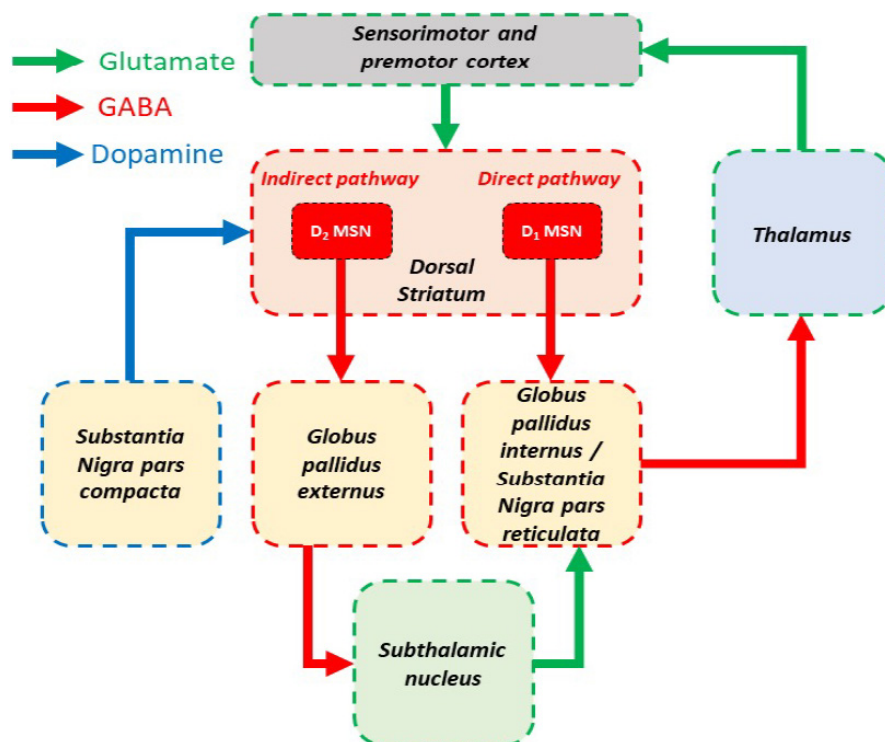 Sensorimotor and
premotor cortex
Glutamate
GABA
Dopamine
Indirect pathway
Direct pathway
D₂ MSN
D₁ MSN
Dorsal
Striatum
Thalamus
Substantia
Nigra pars
compacta
Globus
pallidus
externus
Globus
pallidus
internus /
Substantia
Nigra pars
reticulata
Subthalamic
nucleus